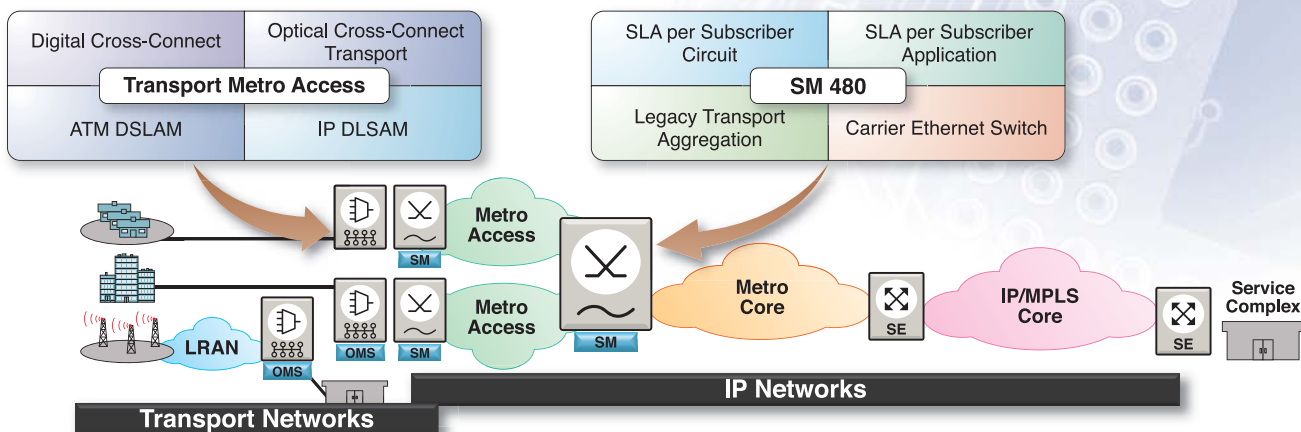 Digital Cross-Connect
Optical Cross-Connect
Transport
Transport Metro Access
ATM DSLAM
IP DLSAM
SLA per Subscriber
Circuit
SLA per Subscriber
Application
SM 480
Legacy Transport
Aggregation
Carrier Ethernet Switch
Metro
Access
SM
Metro
Access
OMS
SM
LRAN
OMS
SM
Metro
Core
SE
IP/MPLS
Core
SE
Service
Complex
IP Networks
Transport Networks